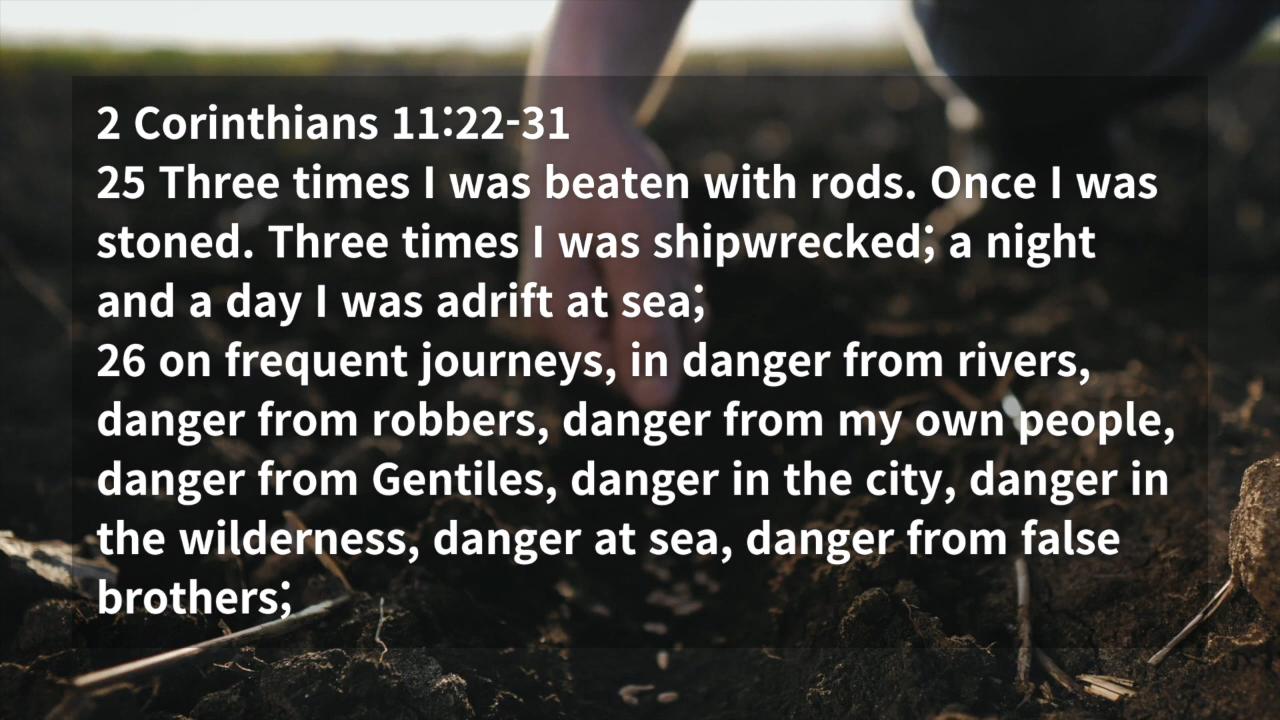 2 Corinthians 11:22-31
25 Three times I was beaten with rods. Once I was
stoned. Three times I was shipwrecked; a night
and a day I was adrift at sea;
26 on frequent journeys, in danger from rivers,
danger from robbers, danger from my own people,
danger from Gentiles, danger in the city, danger in
the wilderness, danger at sea, danger from false
brothers;